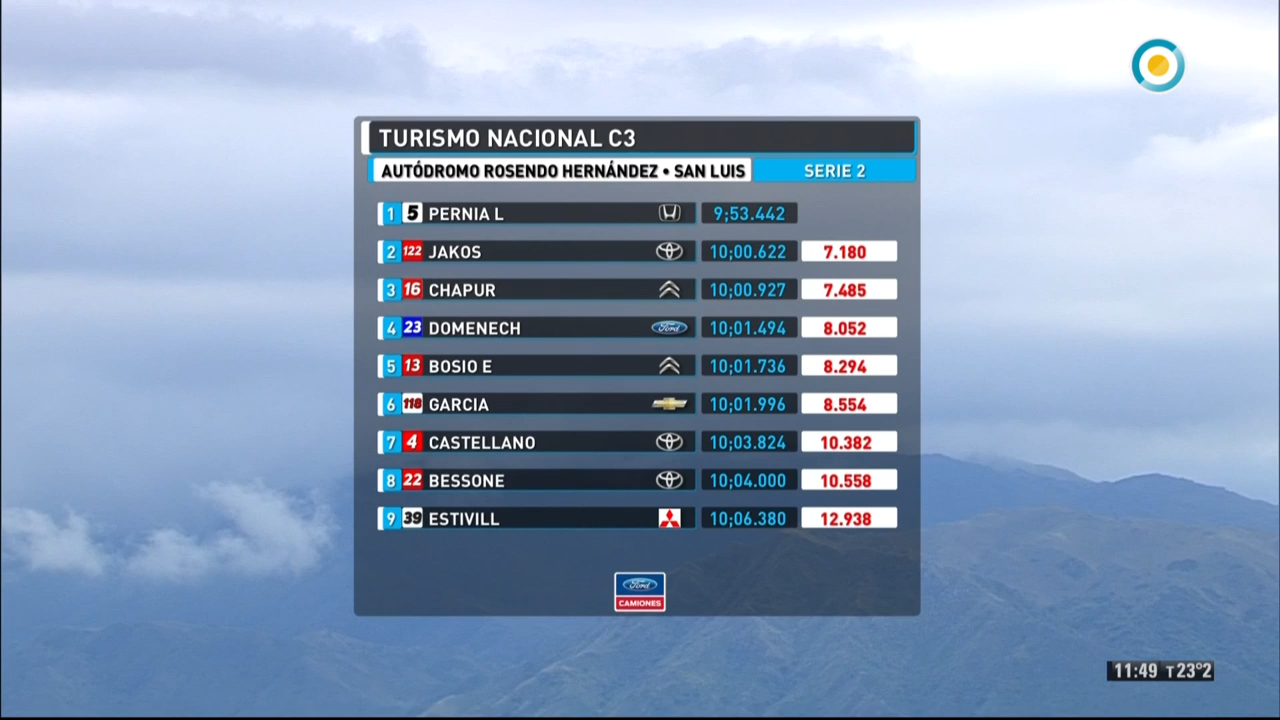 TURISMO NACIONAL C3
AUTÓDROMO ROSENDO HERNÁNDEZ • SAN LUIS SERIE 2
1 5 PERNIA L 9;53.442
2 122 JAKOS 10;00.622 7.180
3 16 CHAPUR 10;00.927 7.485
4 23 DOMENECH Ford 10;01.494 8.052
5 13 BOSIO E 10;01.736 8.294
6 118 GARCIA 10;01.996 8.554
7 4 CASTELLANO 10;03.824 10.382
8 22 BESSONE 10;04.000 10.558
9 39 ESTIVILL 10;06.380 12.938
Ford
CAMIONES
11:49 T 23°2